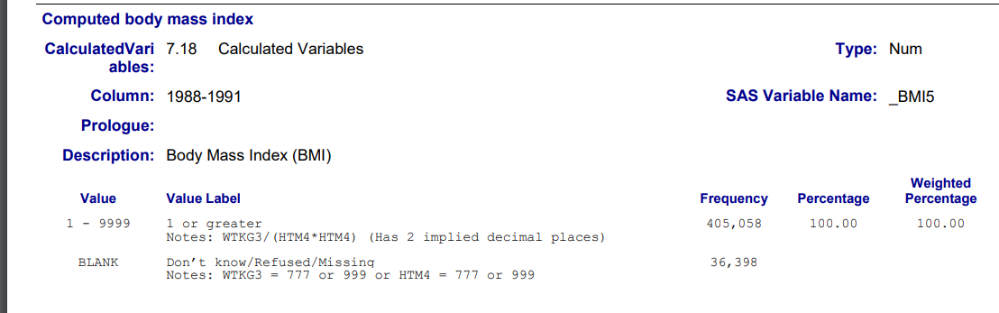 Computed body mass index
CalculatedVari 7.18 Calculated Variables Type: Num
ables:
Column: 1988-1991 SAS Variable Name: _BMI5
Prologue:
Description: Body Mass Index (BMI)
Weighted
Value Value Label Frequency Percentage Percentage
1 - 9999 1 or greater 405,058 100.00 100.00
Notes: WTKG3/(HTM4*HTM4) (Has 2 implied decimal places)
BLANK Don’t know/Refused/Missing 36,398
Notes: WTKG3 = 777 or 999 or HTM4 = 777 or 999